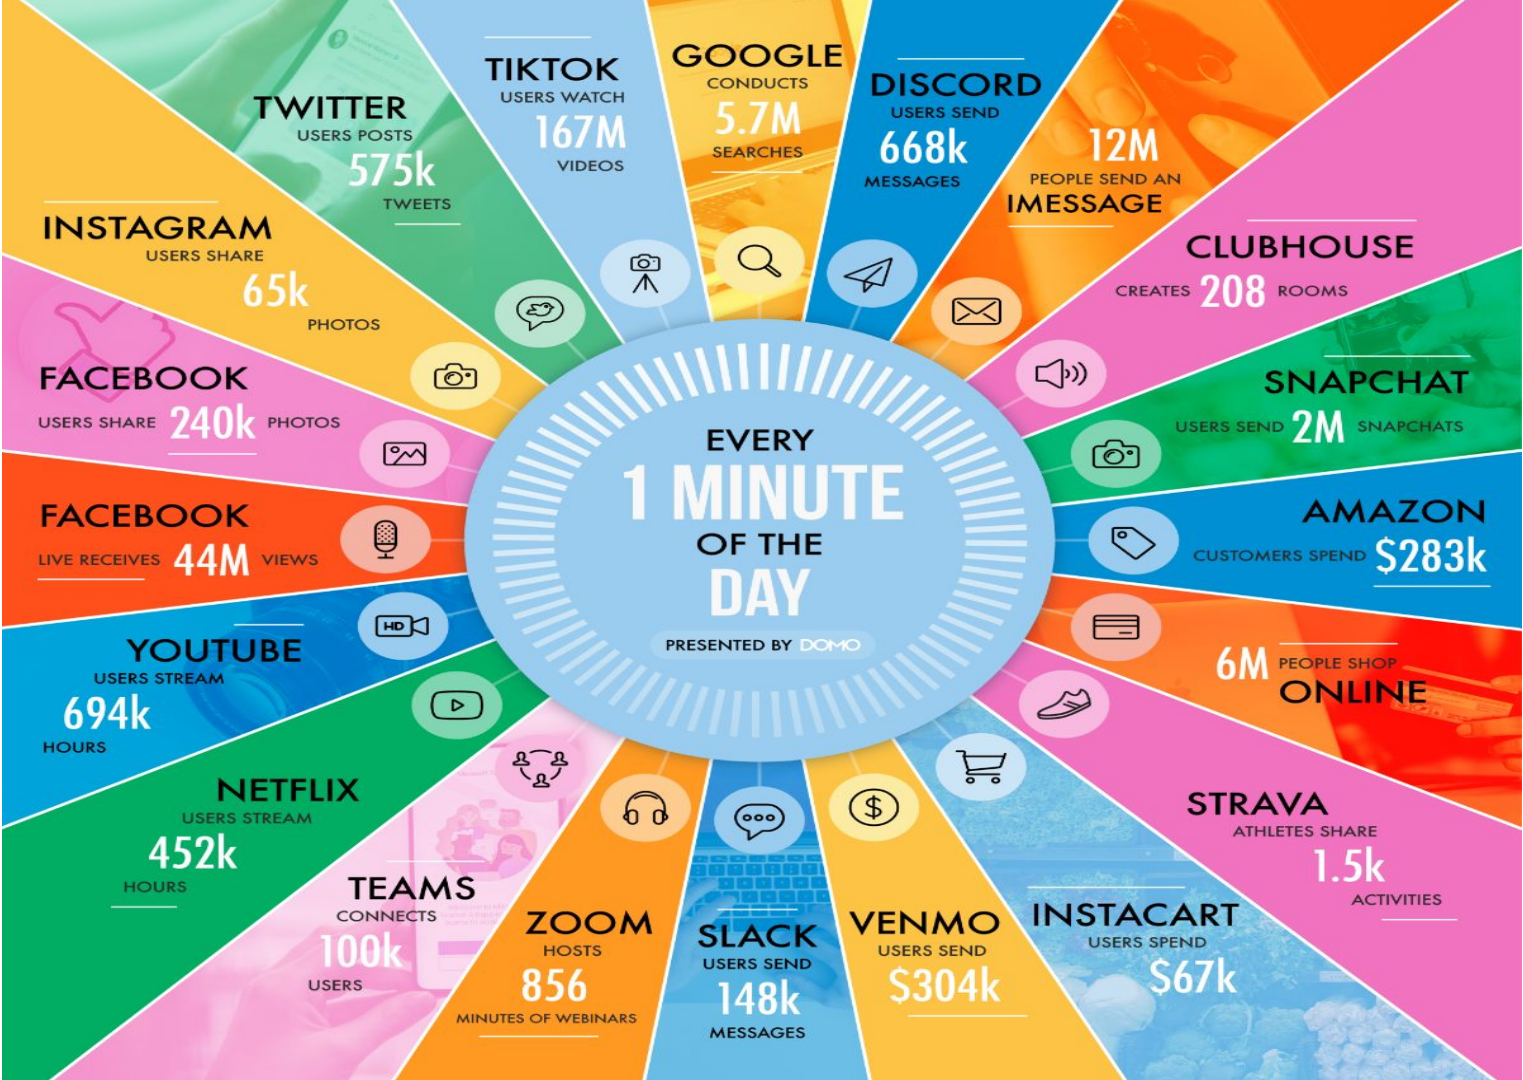 TWITTER
USERS POSTS
575k
TWEETS
TIKTOK
USERS WATCH
167M
VIDEOS
GOOGLE
CONDUCTS
5.7M
SEARCHES
DISCORD
USERS SEND
668k
MESSAGES
12M
PEOPLE SEND AN
IMESSAGE
CLUBHOUSE
CREATES 208 ROOMS
SNAPCHAT
USERS SEND 2M SNAPCHATS
AMAZON
CUSTOMERS SPEND $283k
6M PEOPLE SHOP
ONLINE
STRAVA
ATHLETES SHARE
1.5k
ACTIVITIES
INSTACART
USERS SPEND
$67k
VENMO
USERS SEND
$304k
SLACK
USERS SEND
148k
MESSAGES
ZOOM
HOSTS
856
MINUTES OF WEBINARS
TEAMS
CONNECTS
100k
USERS
NETFLIX
USERS STREAM
452k
HOURS
YOUTUBE
USERS STREAM
694k
HOURS
HD
FACEBOOK
LIVE RECEIVES 44M VIEWS
FACEBOOK
USERS SHARE 240k PHOTOS
INSTAGRAM
USERS SHARE
65k
PHOTOS
EVERY
1 MINUTE
OF THE
DAY
PRESENTED BY DOMO